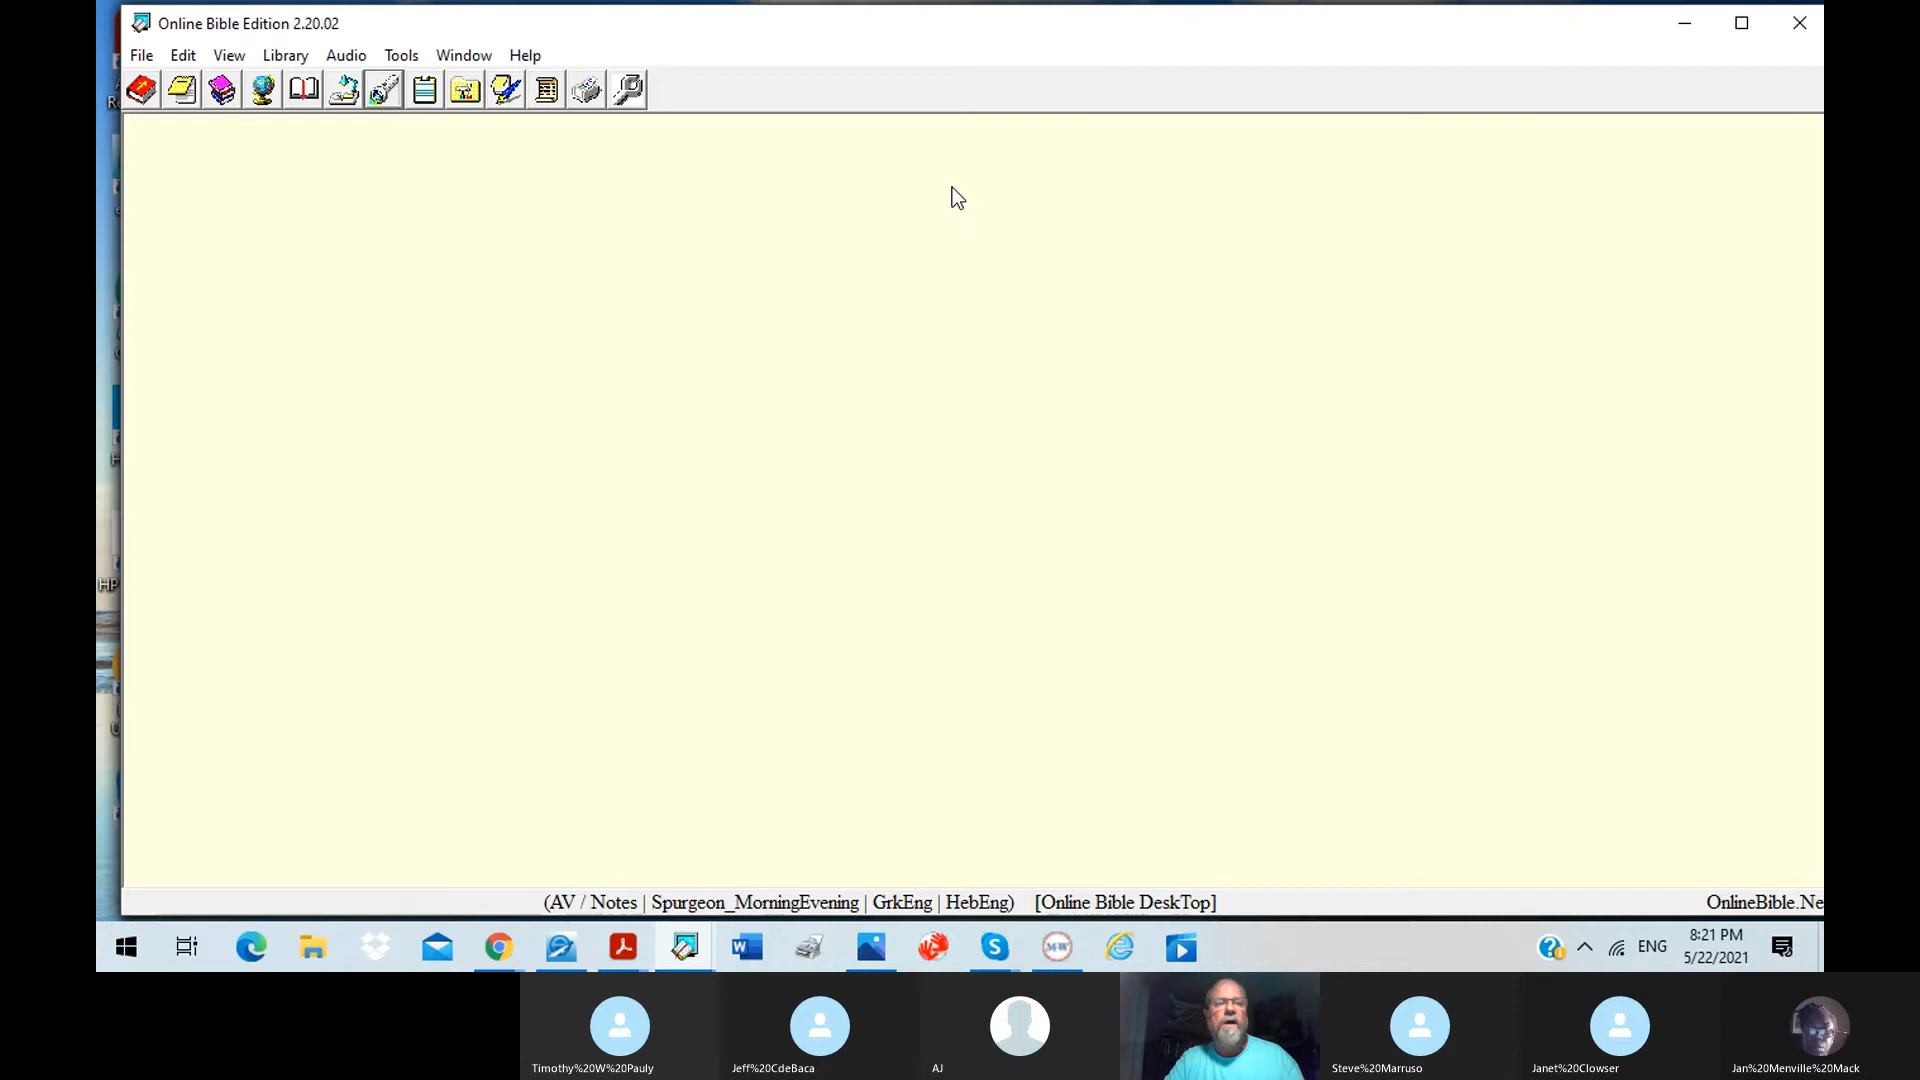 Online Bible Edition 2.20.02
File Edit View Library Audio Tools Window Help
HP
(AV / Notes | Spurgeon_MorningEvening | GrkEng | HebEng) [Online Bible DeskTop]
OnlineBible.Ne
ENG
8:21 PM
5/22/2021
Timothy%20W%20Pauly
Jeff%20CdeBaca
AJ
Steve%20Marruso
Janet%20Clowser
Jan%20Menville%20Mack